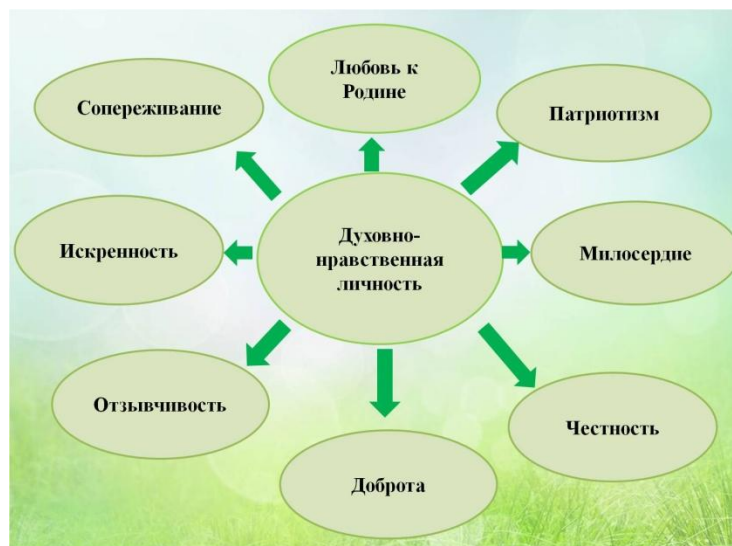 Любовь к
Родине
Сопереживание
Патриотизм
Духовно-
нравственная
личность
Искренность
Милосердие
Отзывчивость
Честность
Доброта